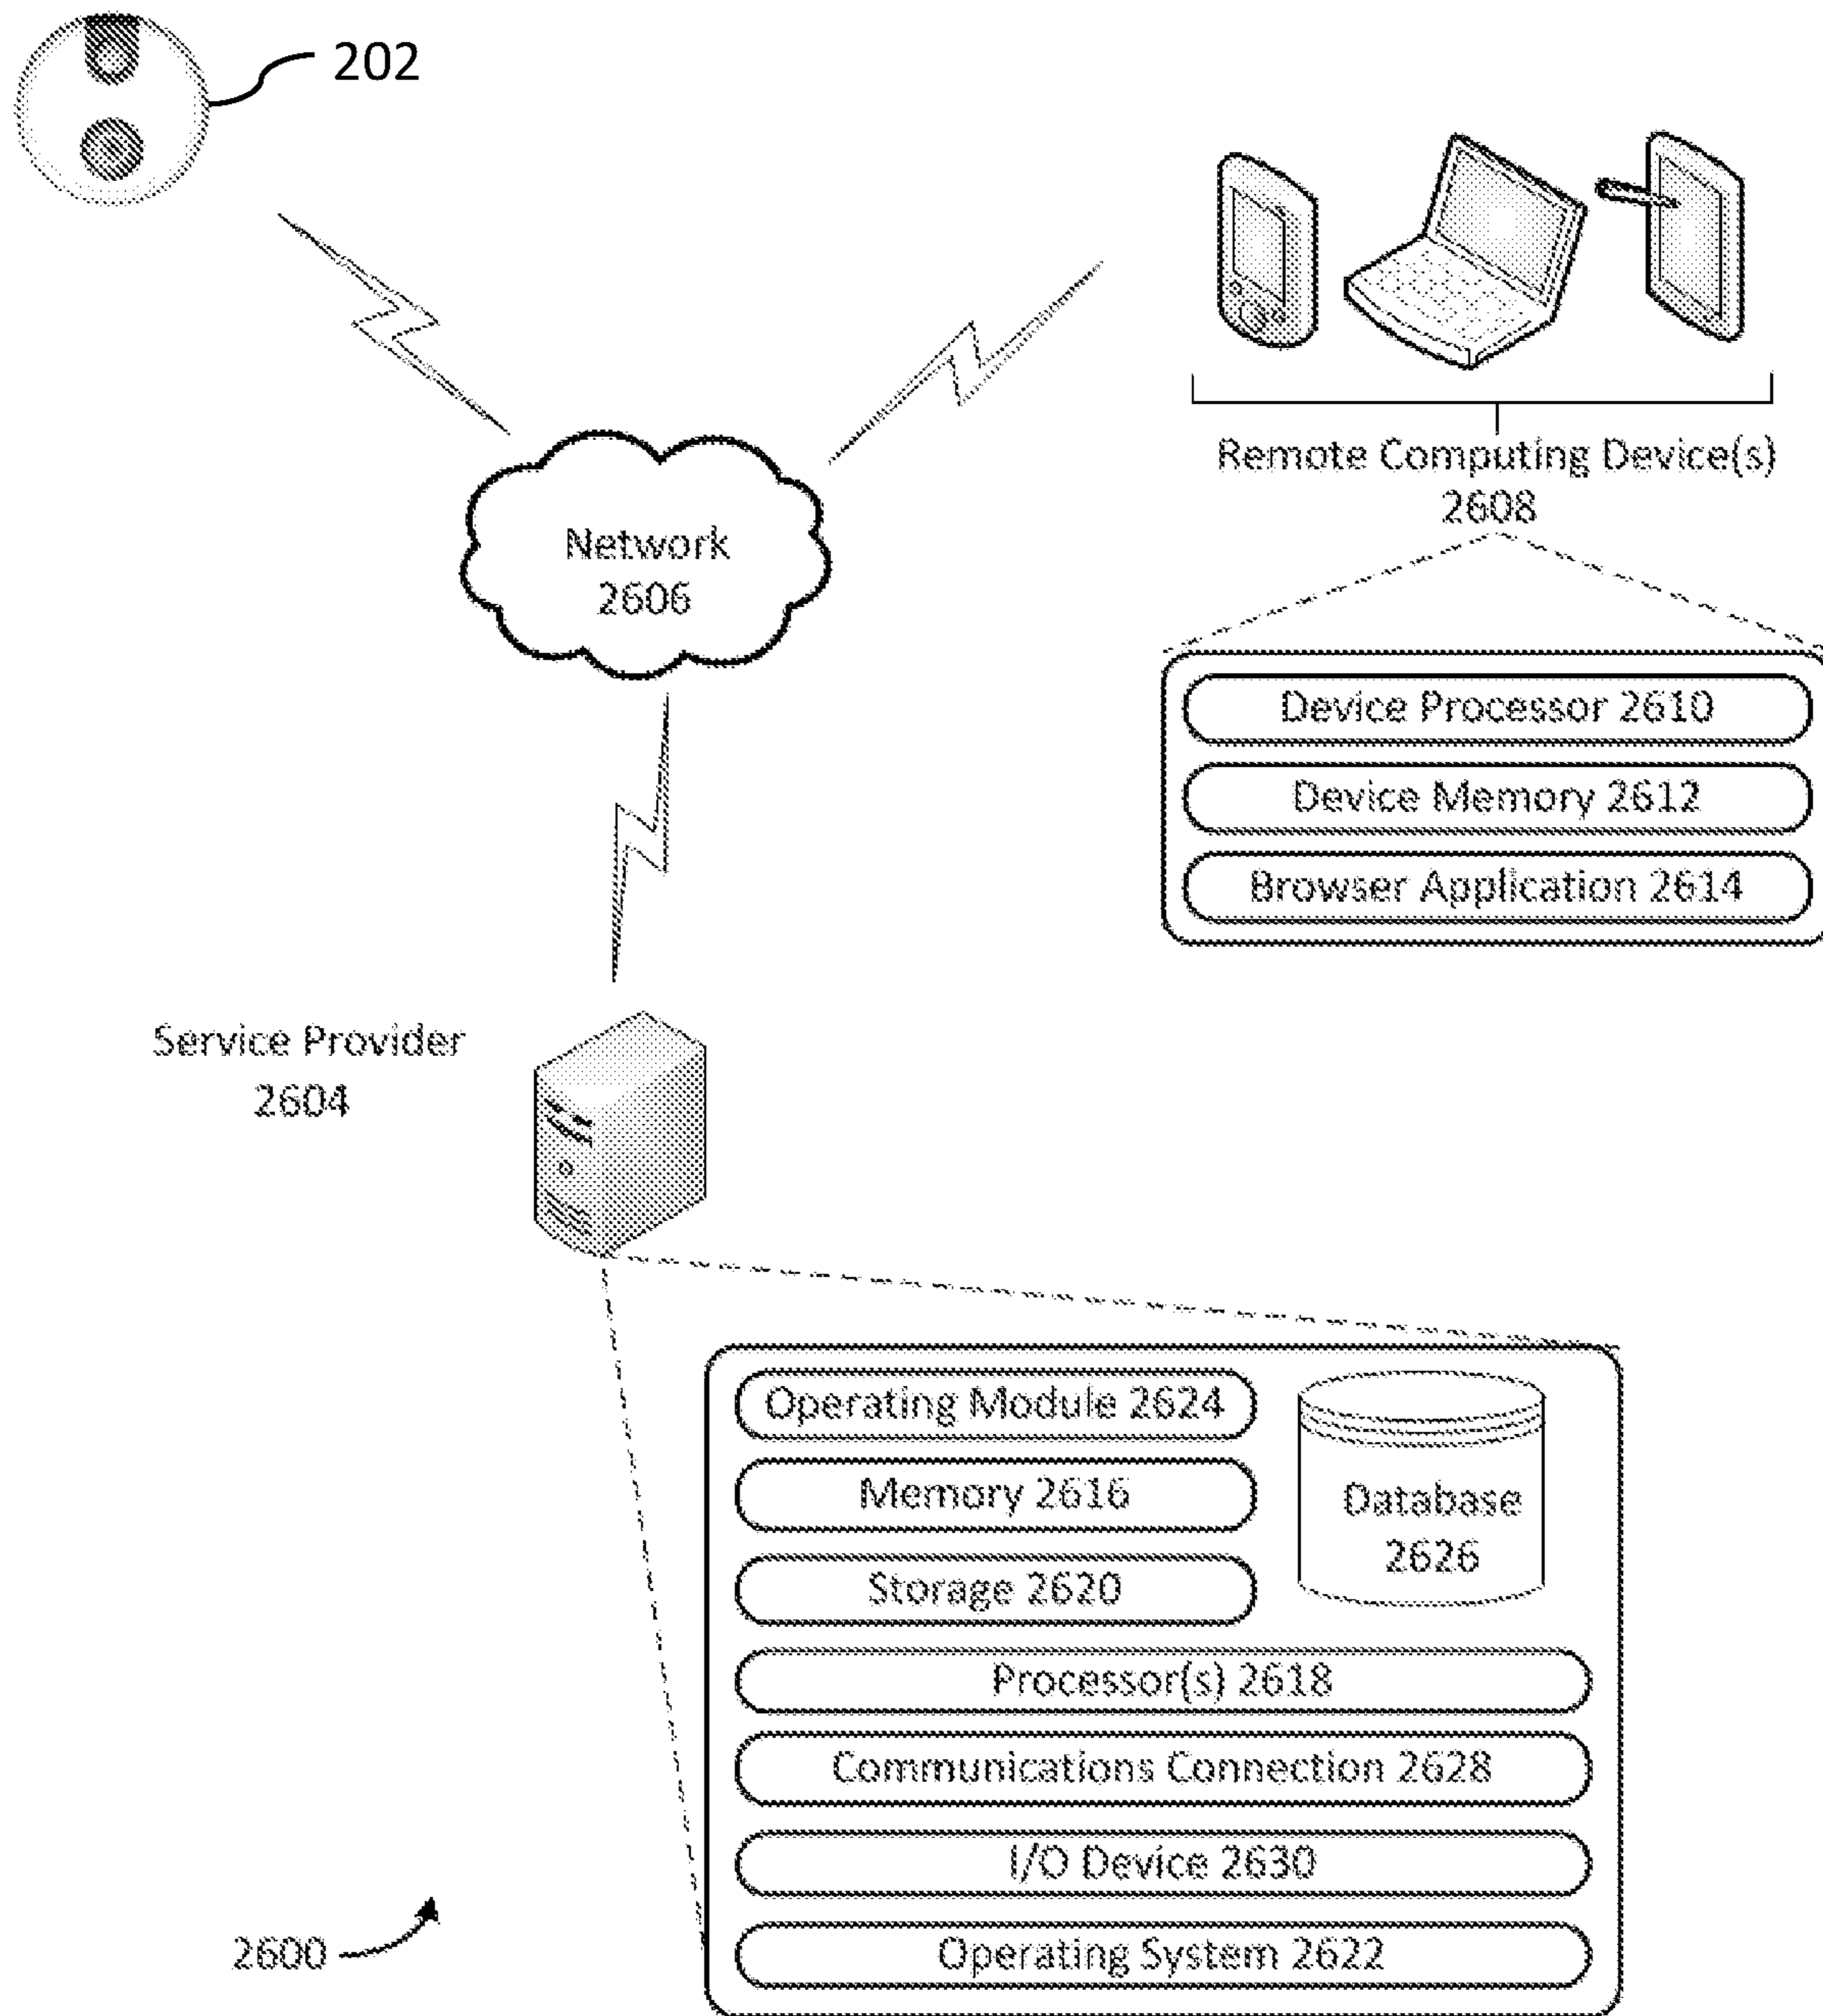 202
Remote Computing Device(s)
2608
Network
2606
Device Processor 2610
Device Memory 2612
Browser Application 2614
Service Provider
2604
Operating Module 2624
Memory 2616
Storage 2620
Database
2626
Processor(s) 2618
Communications Connection 2628
I/O Device 2630
Operating System 2622
2600